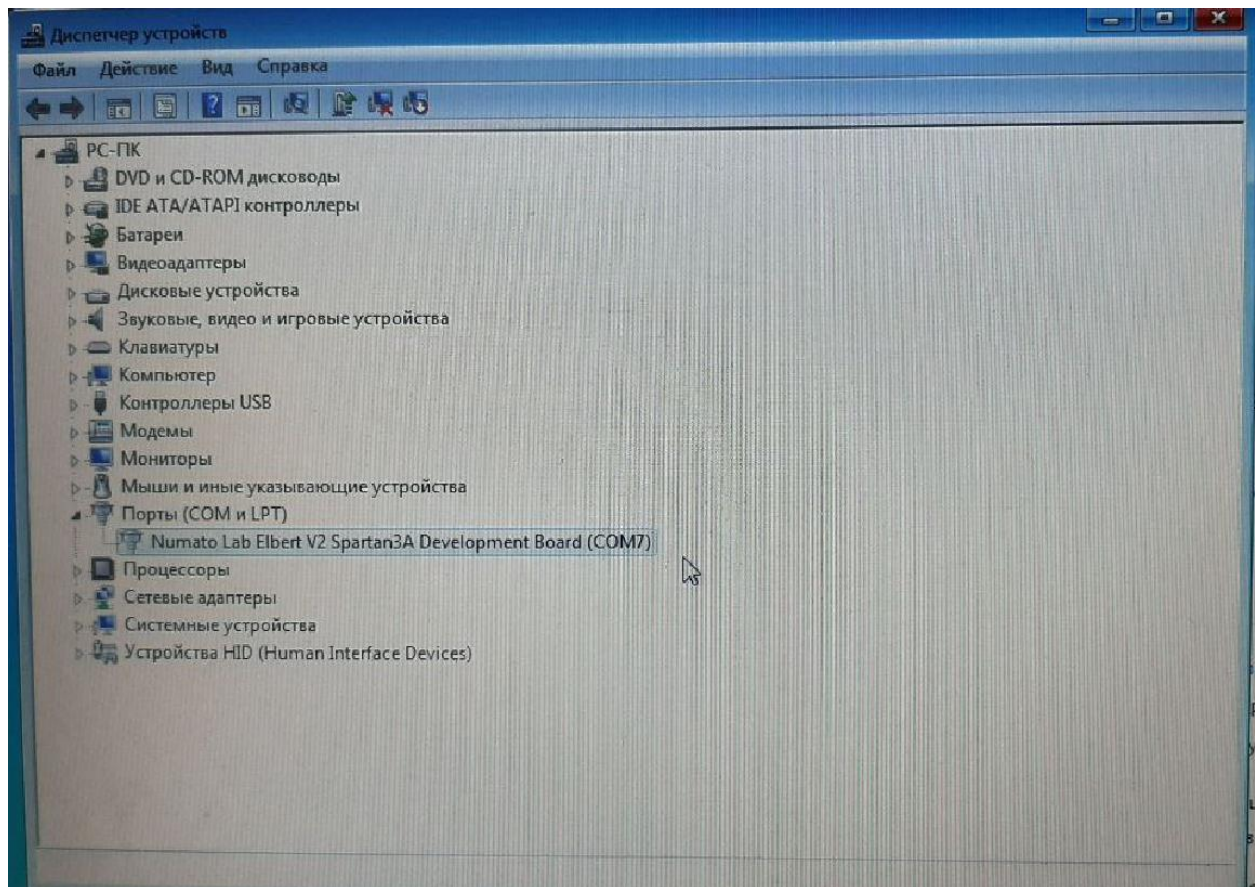 Диспетчер устройств
Файл Действие Вид Справка
PC-ПК
DVD и CD-ROM дисководы
IDE ATA/ATAPI контроллеры
Батареи
Видеоадаптеры
Дисковые устройства
Звуковые, видео и игровые устройства
Клавиатуры
Компьютер
Контроллеры USB
Модемы
Мониторы
Мыши и иные указывающие устройства
Порты (COM и LPT)
Numato Lab Elbert V2 Spartan3A Development Board (COM7)
Процессоры
Сетевые адаптеры
Системные устройства
Устройства HID (Human Interface Devices)